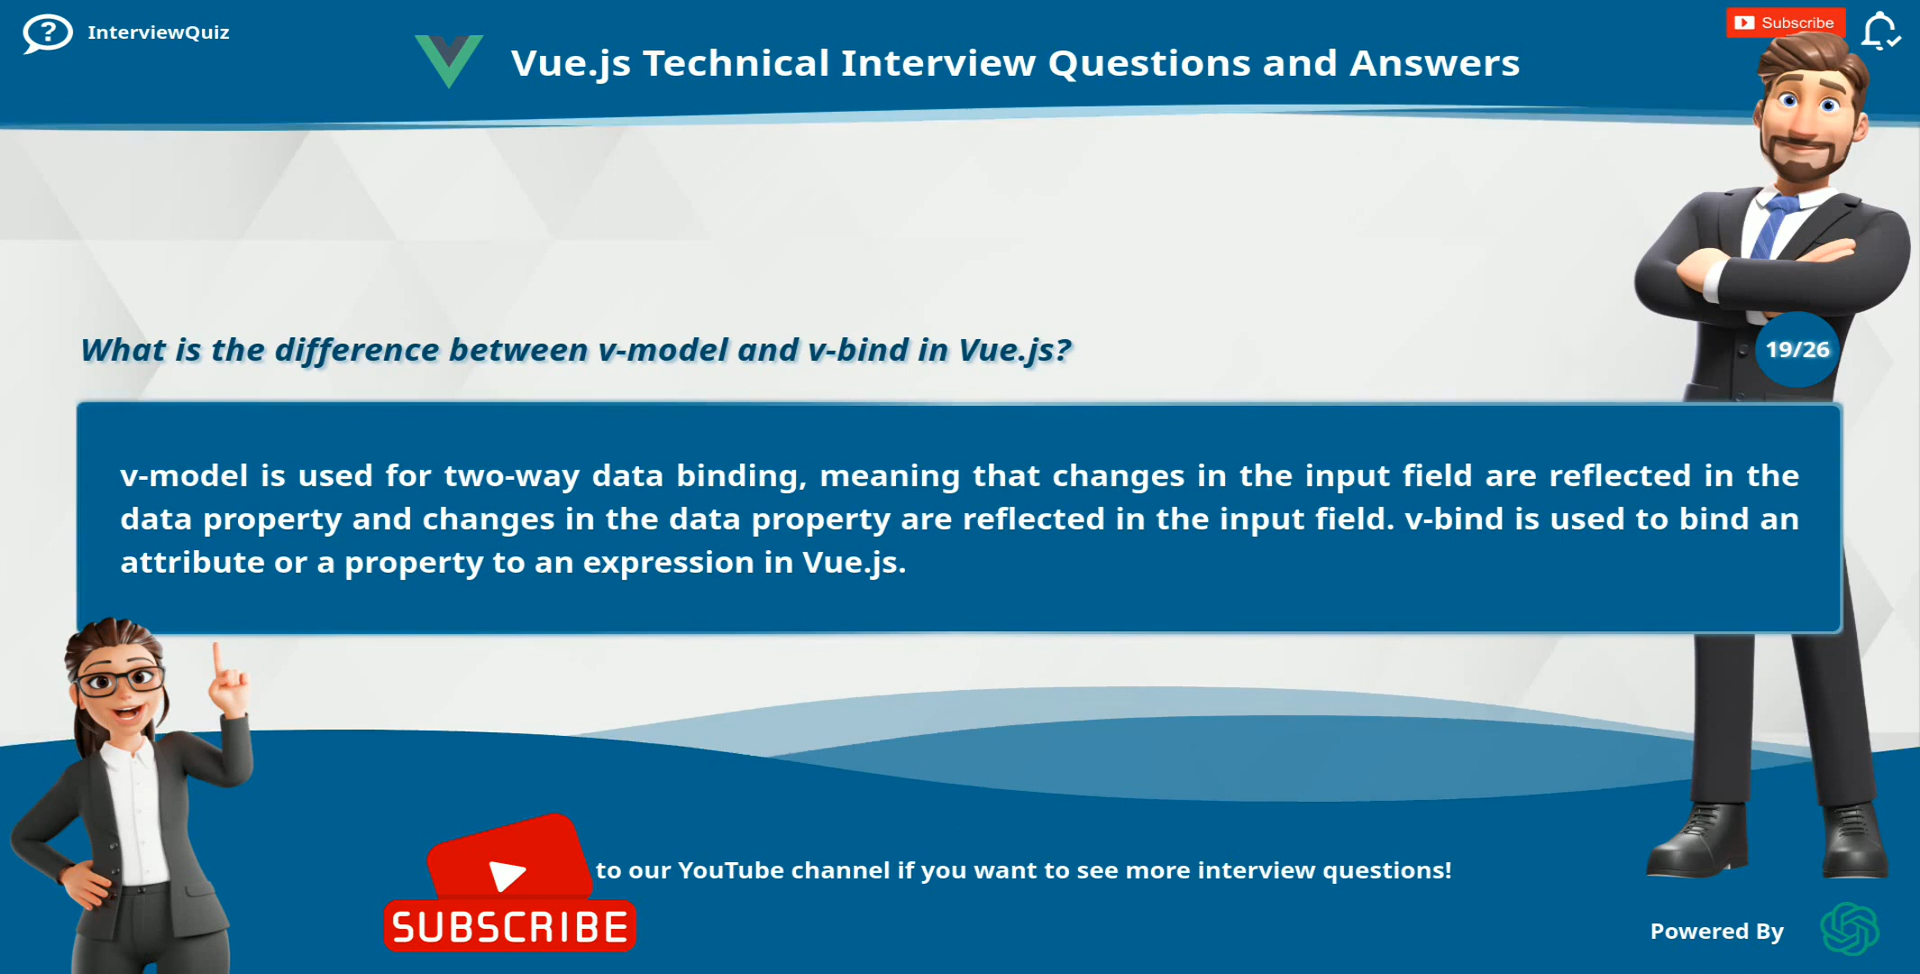 InterviewQuiz
Vue.js Technical Interview Questions and Answers
Subscribe
What is the difference between v-model and v-bind in Vue.js?
19/26
v-model is used for two-way data binding, meaning that changes in the input field are reflected in the
data property and changes in the data property are reflected in the input field. v-bind is used to bind an
attribute or a property to an expression in Vue.js.
to our YouTube channel if you want to see more interview questions!
SUBSCRIBE
Powered By